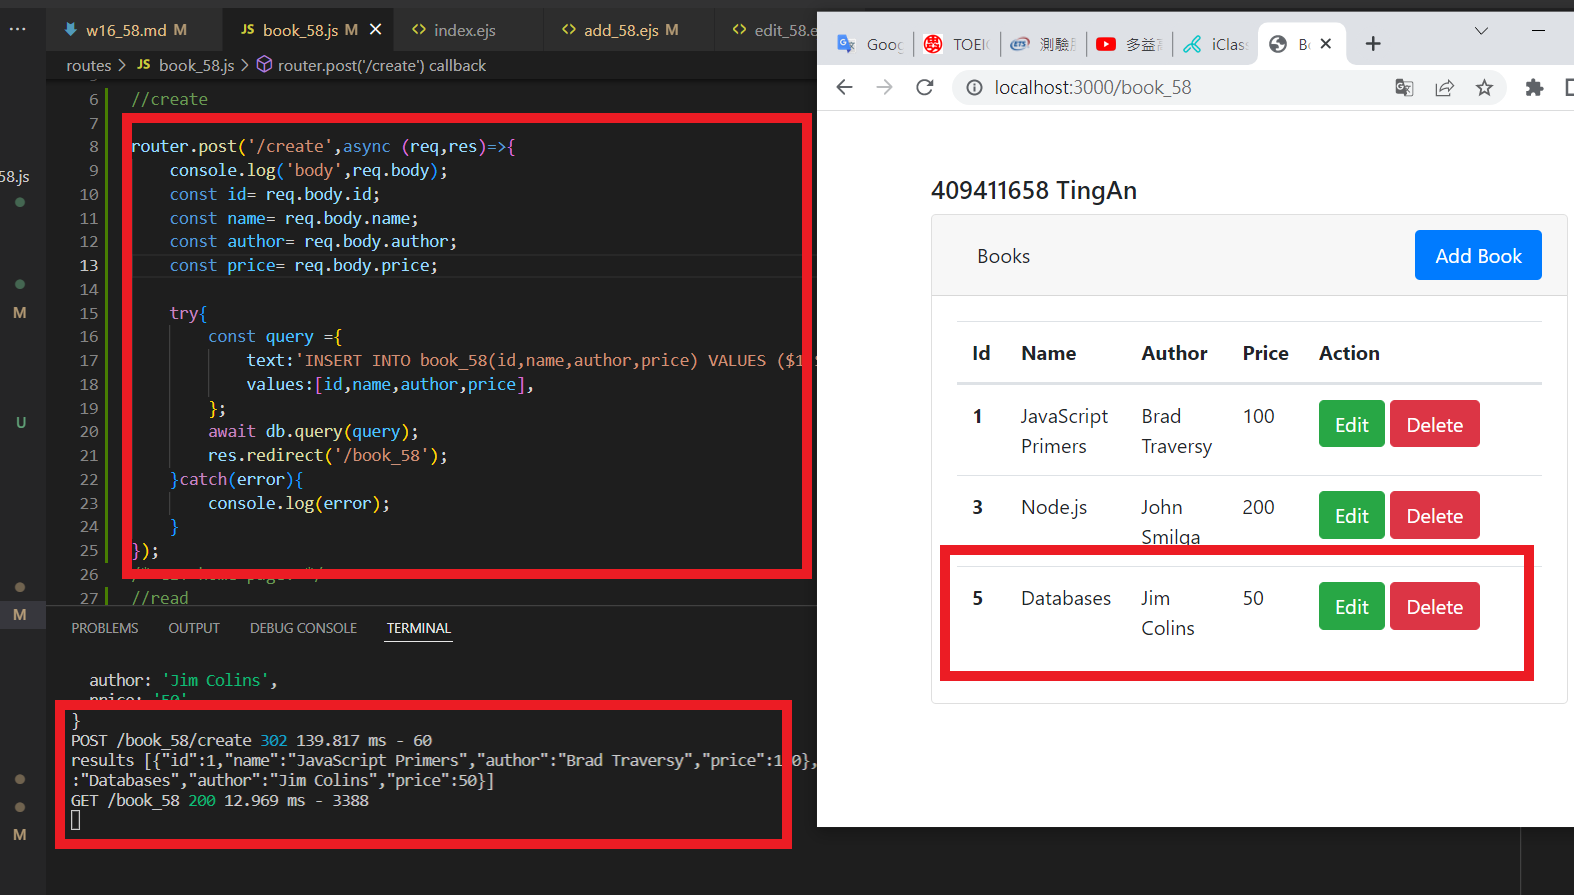 w16_58.md M
JS book_58.js M
index.ejs
add_58.ejs M
edit_58.e
routes > JS book_58.js > router.post('/create') callback
58.js
M
U
M
M
6 //create
7
8 router.post('/create',async (req,res)=>{
9 console.log('body',req.body);
10 const id= req.body.id;
11 const name= req.body.name;
12 const author= req.body.author;
13 const price= req.body.price;
14
15 try{
16 const query ={
17 text:'INSERT INTO book_58(id,name,author,price) VALUES ($1
18 values:[id,name,author,price],
19 };
20 await db.query(query);
21 res.redirect('/book_58');
22 }catch(error){
23 console.log(error);
24 }
25 });
26
27 //read
PROBLEMS OUTPUT DEBUG CONSOLE TERMINAL
author: 'Jim Colins',
price: '50'
}
POST /book_58/create 302 139.817 ms - 60
results [{"id":1,"name":"JavaScript Primers","author":"Brad Traversy","price":100},
:"Databases","author":"Jim Colins","price":50}]
GET /book_58 200 12.969 ms - 3388
Goog
TOEIC
ETS 測驗
多益
iClass
Bo
localhost:3000/book_58
409411658 TingAn
Books
Add Book
Id Name Author Price Action
1 JavaScript Primers Brad Traversy 100 Edit Delete
3 Node.js John Smilga 200 Edit Delete
5 Databases Jim Colins 50 Edit Delete